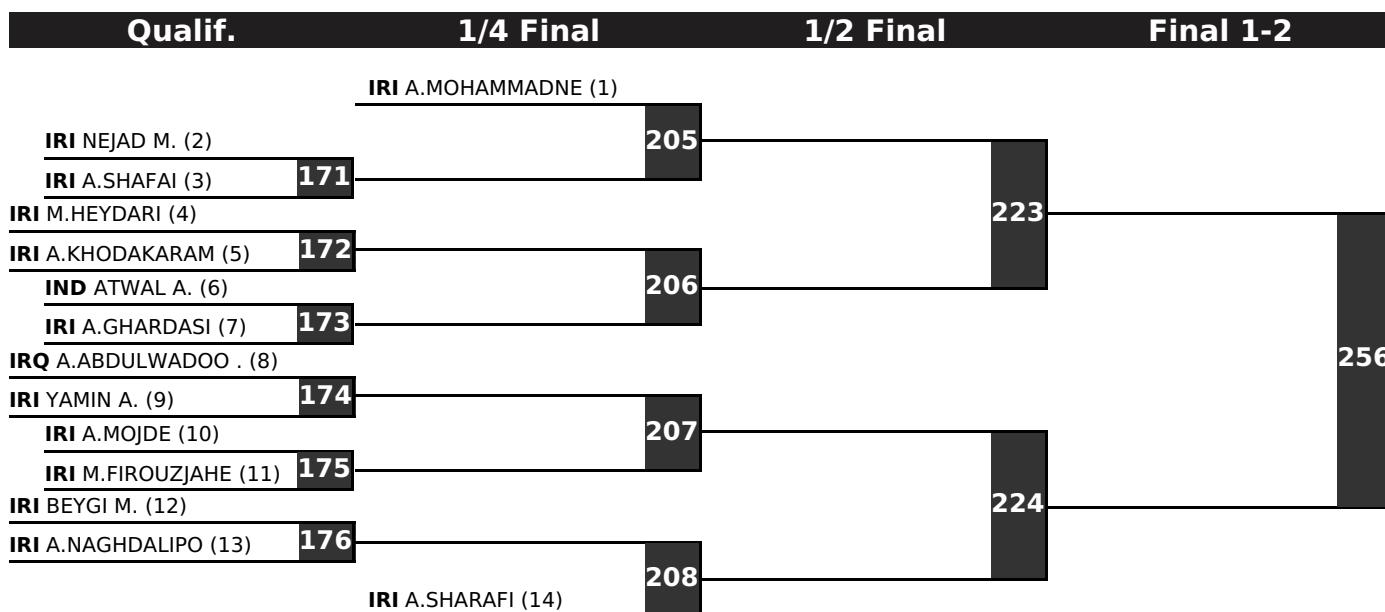 Qualif. 1/4 Final 1/2 Final Final 1-2
IRI A.MOHAMMADNE (1)
205
IRI NEJAD M. (2)
IRI A.SHAFAI (3)
171
IRI M.HEYDARI (4)
223
IRI A.KHODAKARAM (5)
172
IND ATWAL A. (6)
206
IRI A.GHARDASI (7)
173
IRQ A.ABDULWADOO . (8)
256
IRI YAMIN A. (9)
174
IRI A.MOJDE (10)
207
IRI M.FIROUZJAHE (11)
175
IRI BEYGI M. (12)
224
IRI A.NAGHDALIPO (13)
176
208
IRI A.SHARAFI (14)